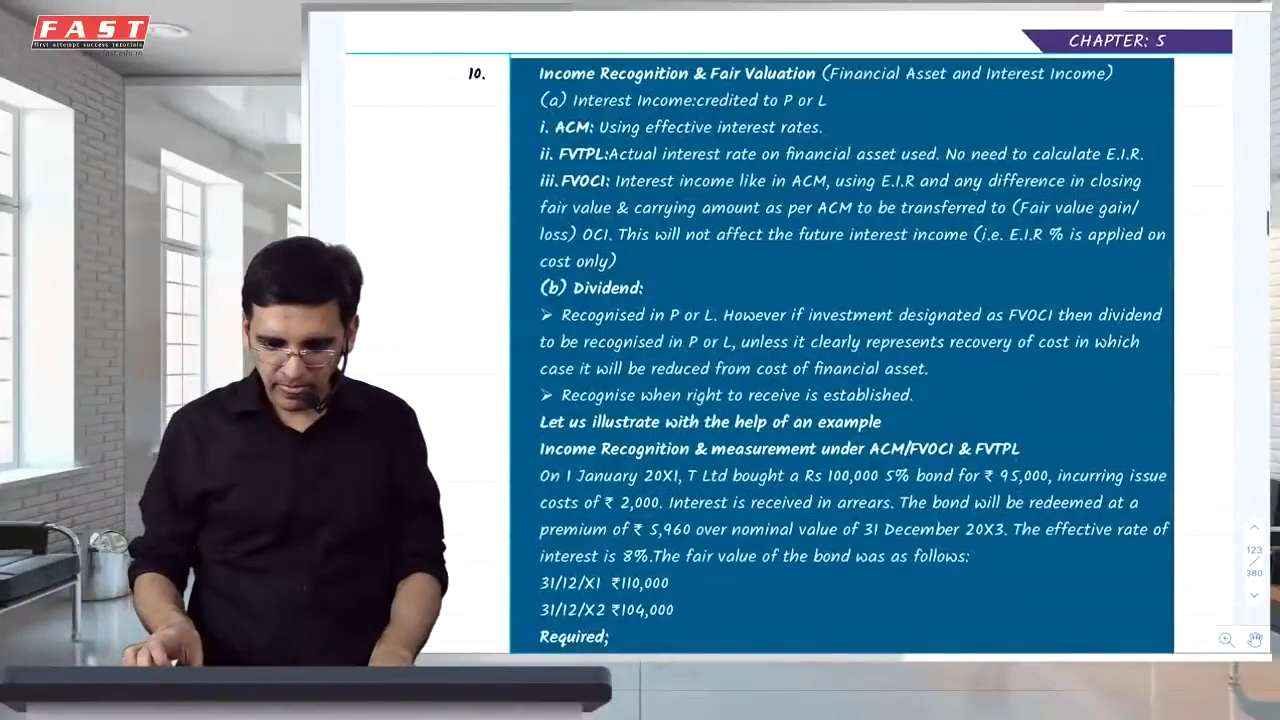 FAST
first attempt success tutorials
www.fast.edu.in
CHAPTER: 5
10.
Income Recognition & Fair Valuation (Financial Asset and Interest Income)
(a) Interest Income:credited to P or L
i. ACM: Using effective interest rates.
ii. FVTPL:Actual interest rate on financial asset used. No need to calculate E.I.R.
iii.FVOCI: Interest income like in ACM, using E.I.R and any difference in closing
fair value & carrying amount as per ACM to be transferred to (Fair value gain/
loss) OCI. This will not affect the future interest income (i.e. E.I.R % is applied on
cost only)
(b) Dividend:
➢ Recognised in P or L. However if investment designated as FVOCI then dividend
to be recognised in P or L, unless it clearly represents recovery of cost in which
case it will be reduced from cost of financial asset.
➢ Recognise when right to receive is established.
Let us illustrate with the help of an example
Income Recognition & measurement under ACM/FVOCI & FVTPL
On 1 January 20X1, T Ltd bought a Rs 100,000 5% bond for ₹ 95,000, incurring issue
costs of ₹ 2,000. Interest is received in arrears. The bond will be redeemed at a
premium of ₹ 5,960 over nominal value of 31 December 20X3. The effective rate of
interest is 8%.The fair value of the bond was as follows:
31/12/X1 ₹110,000
31/12/X2 ₹104,000
Required;
123
/
380